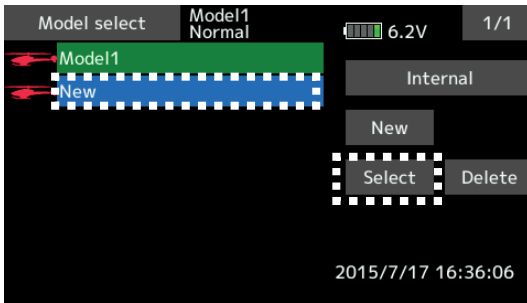 Model select
Model1
Normal
6.2V
1/1
Model1
New
Internal
New
Select
Delete
2015/7/17 16:36:06